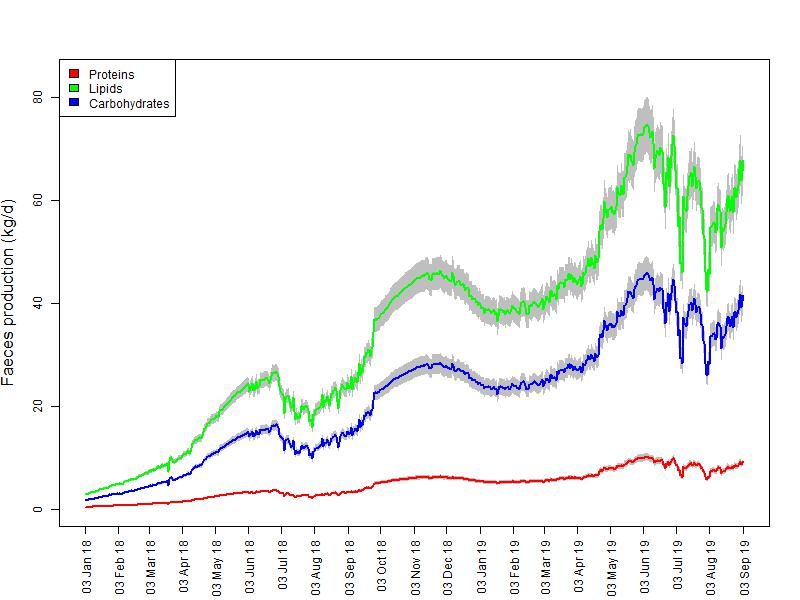 Proteins
Lipids
Carbohydrates
Faeces production (kg/d)
80
60
40
20
0
03 Jan 18
03 Feb 18
03 Mar 18
03 Apr 18
03 May 18
03 Jun 18
03 Jul 18
03 Aug 18
03 Sep 18
03 Oct 18
03 Nov 18
03 Dec 18
03 Jan 19
03 Feb 19
03 Mar 19
03 Apr 19
03 May 19
03 Jun 19
03 Jul 19
03 Aug 19
03 Sep 19